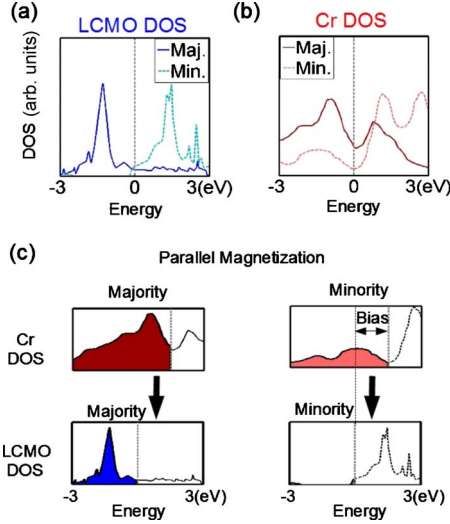 (a)
LCMO DOS
Maj.
Min.
DOS (arb. units)
-3 0 3(eV)
Energy
(b)
Cr DOS
Maj.
Min.
-3 0 3(eV)
Energy
(c)
Parallel Magnetization
Majority
Minority
Cr
DOS
Bias
Majority
Minority
LCMO
DOS
-3 3(eV)
Energy
-3 3(eV)
Energy